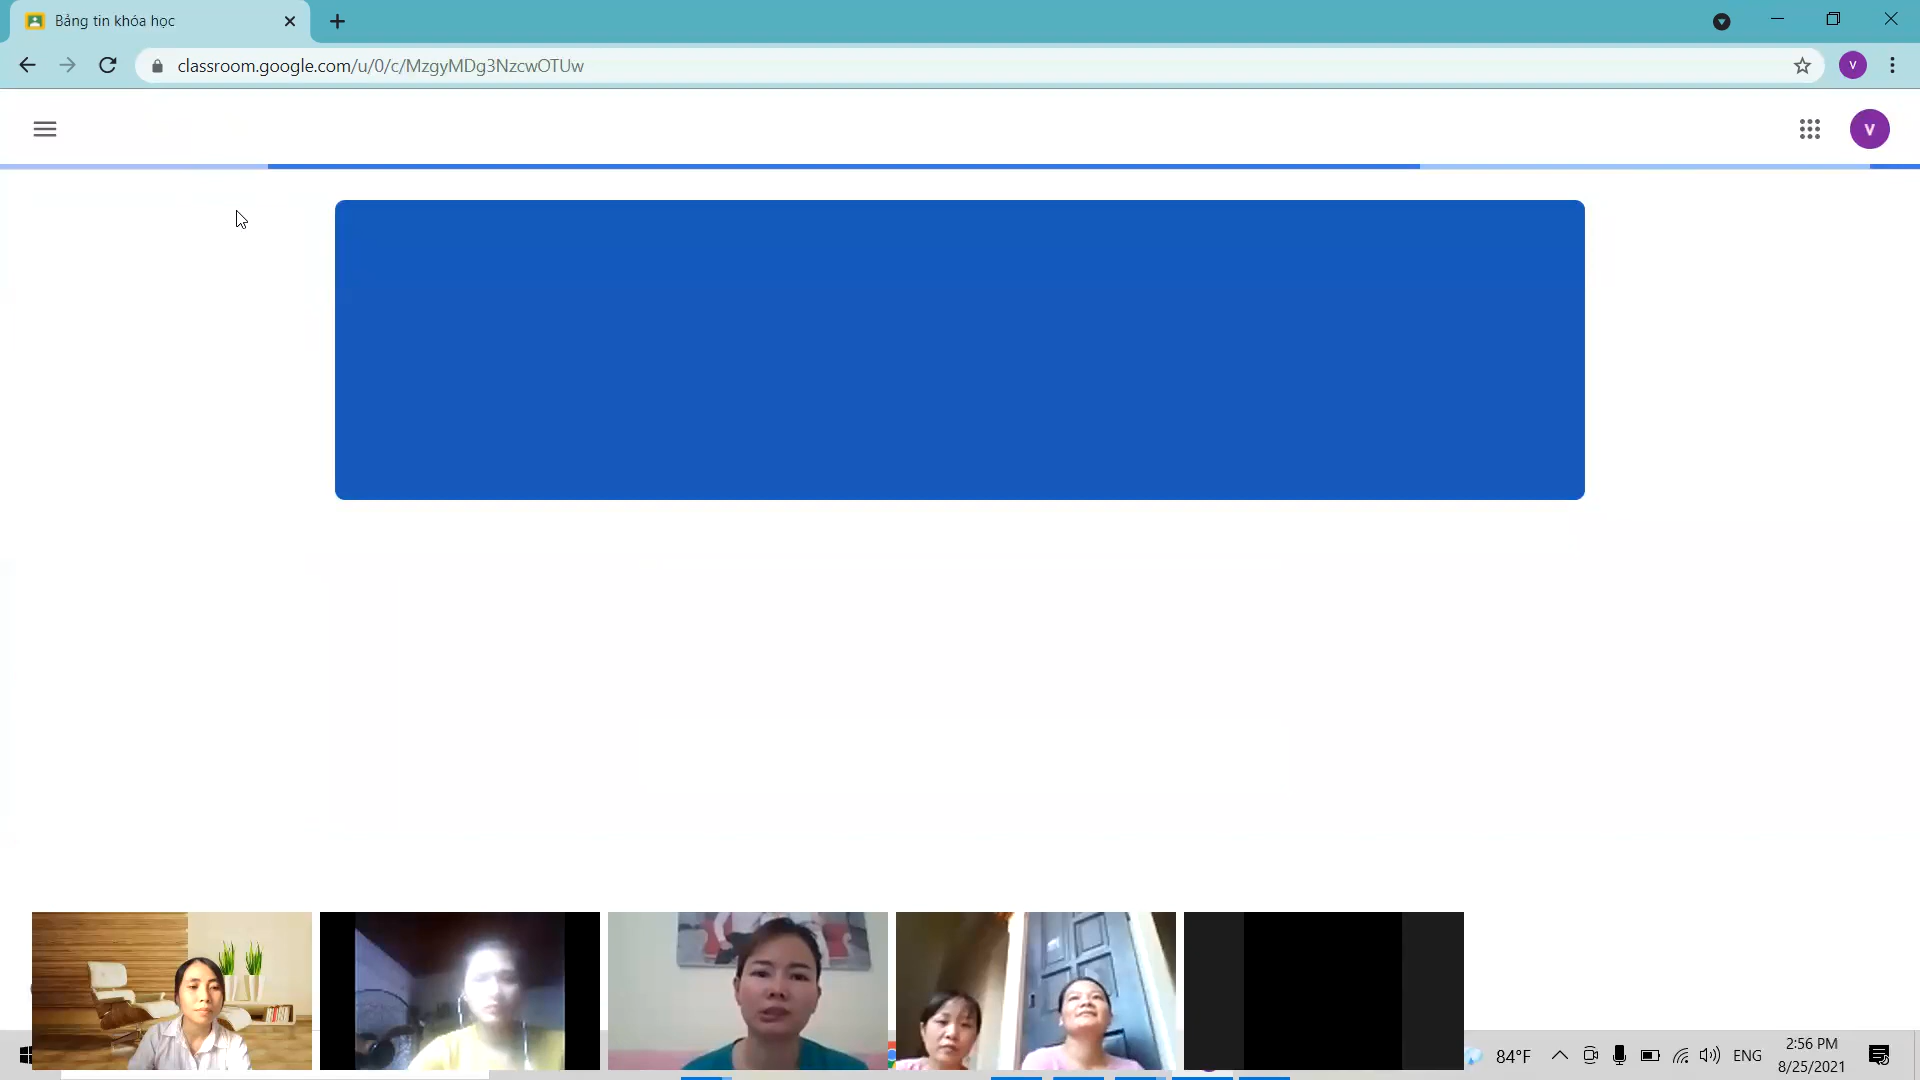 Bảng tin khóa học
classroom.google.com/u/0/c/MzgyMDg3NzcwOTUw
V
V
84°F
ENG
2:56 PM
8/25/2021